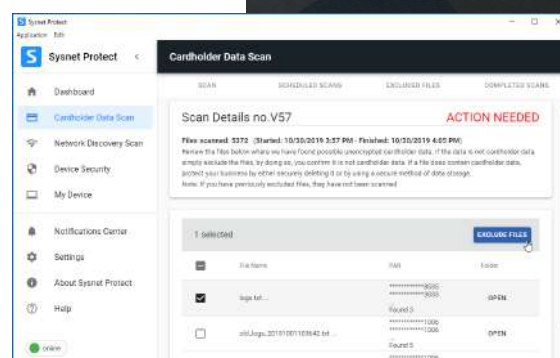 Sysnet Protect
Application Edit
Sysnet Protect <
Cardholder Data Scan
SCAN SCHEDULED SCANS EXCLUDED FILES COMPLETED SCANS
Dashboard
Cardholder Data Scan
Network Discovery Scan
Device Security
My Device
Notifications Center
Settings
About Sysnet Protect
Help
online
Scan Details no.V57 ACTION NEEDED
Files scanned: 5372 (Started: 10/30/2019 3:57 PM - Finished: 10/30/2019 4:05 PM)
Review the files below where we have found possible unencrypted cardholder data. If the data is not cardholder data
simply exclude the files, by doing so, you confirm it is not cardholder data. If a file does contain cardholder data,
protect your business by either securely deleting it or by using a secure method of data storage.
Note: If you have previously excluded files, they have not been scanned
1 selected EXCLUDE FILES
File Name PAN Folder
logs.txt ... OPEN
Found 3
************1006
************1006
OPEN
Found 5